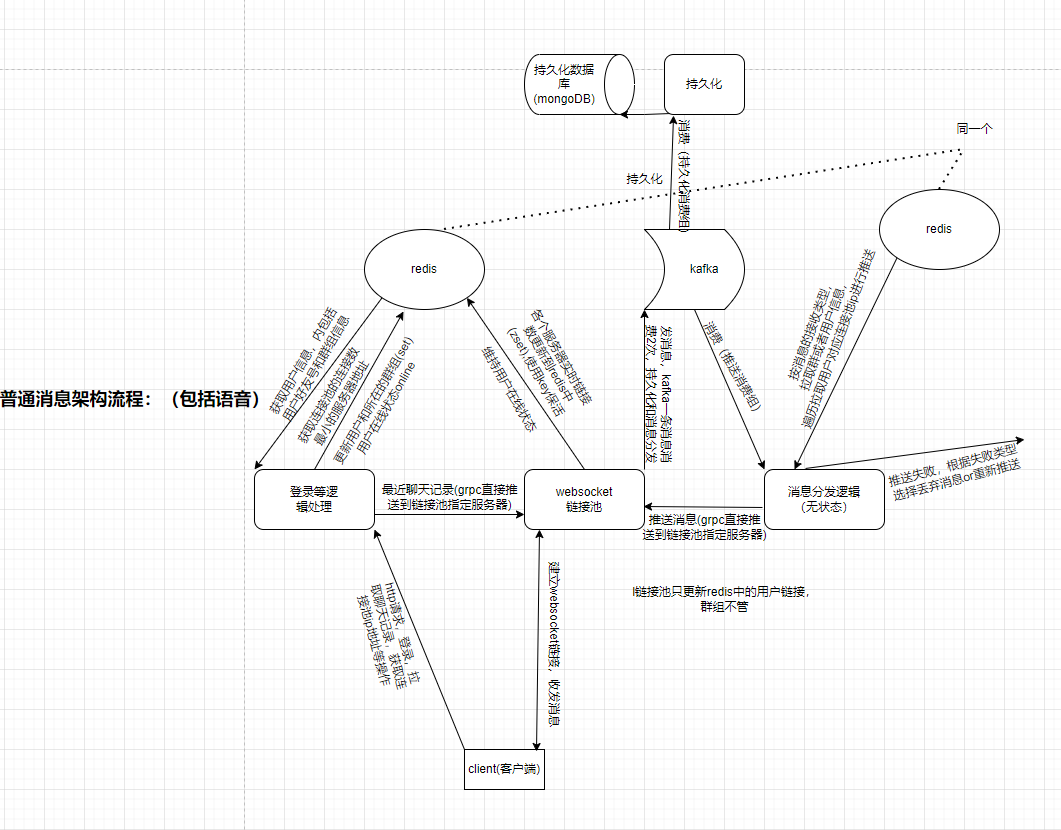 持久化数据
库
(mongoDB)
持久化
同一个
消费（持久化消费组）
持久化
redis
redis
kafka
获取用户信息，内包括
用户好友号和群组信息
获取连接池的连接数
最小的服务器地址
更新用户和所在的群组(set)
用户在线状态online
各个服务器实时链接
数更新到redis中
(zset),使用key保活
维持用户在线状态
发消息，kafka一条消息消
费2次、持久化和消息分发
消费（推送消费组）
按消息的接收类型，
拉取群或者用户信息，
遍历拉取用户对应连接池ip进行推送
普通消息架构流程：（包括语音）
推送失败，根据失败类型
选择丢弃消息or重新推送
登录等逻
辑处理
最近聊天记录(grpc直接推
送到链接池指定服务器)
websocket
链接池
推送消息(grpc直接推
送到链接池指定服务器)
消息分发逻辑
（无状态）
http请求，登录，拉
取聊天记录，获取连
接池ip地址等操作
建立websocket链接，收发消息
l链接池只更新redis中的用户链接，
群组不管
client(客户端)